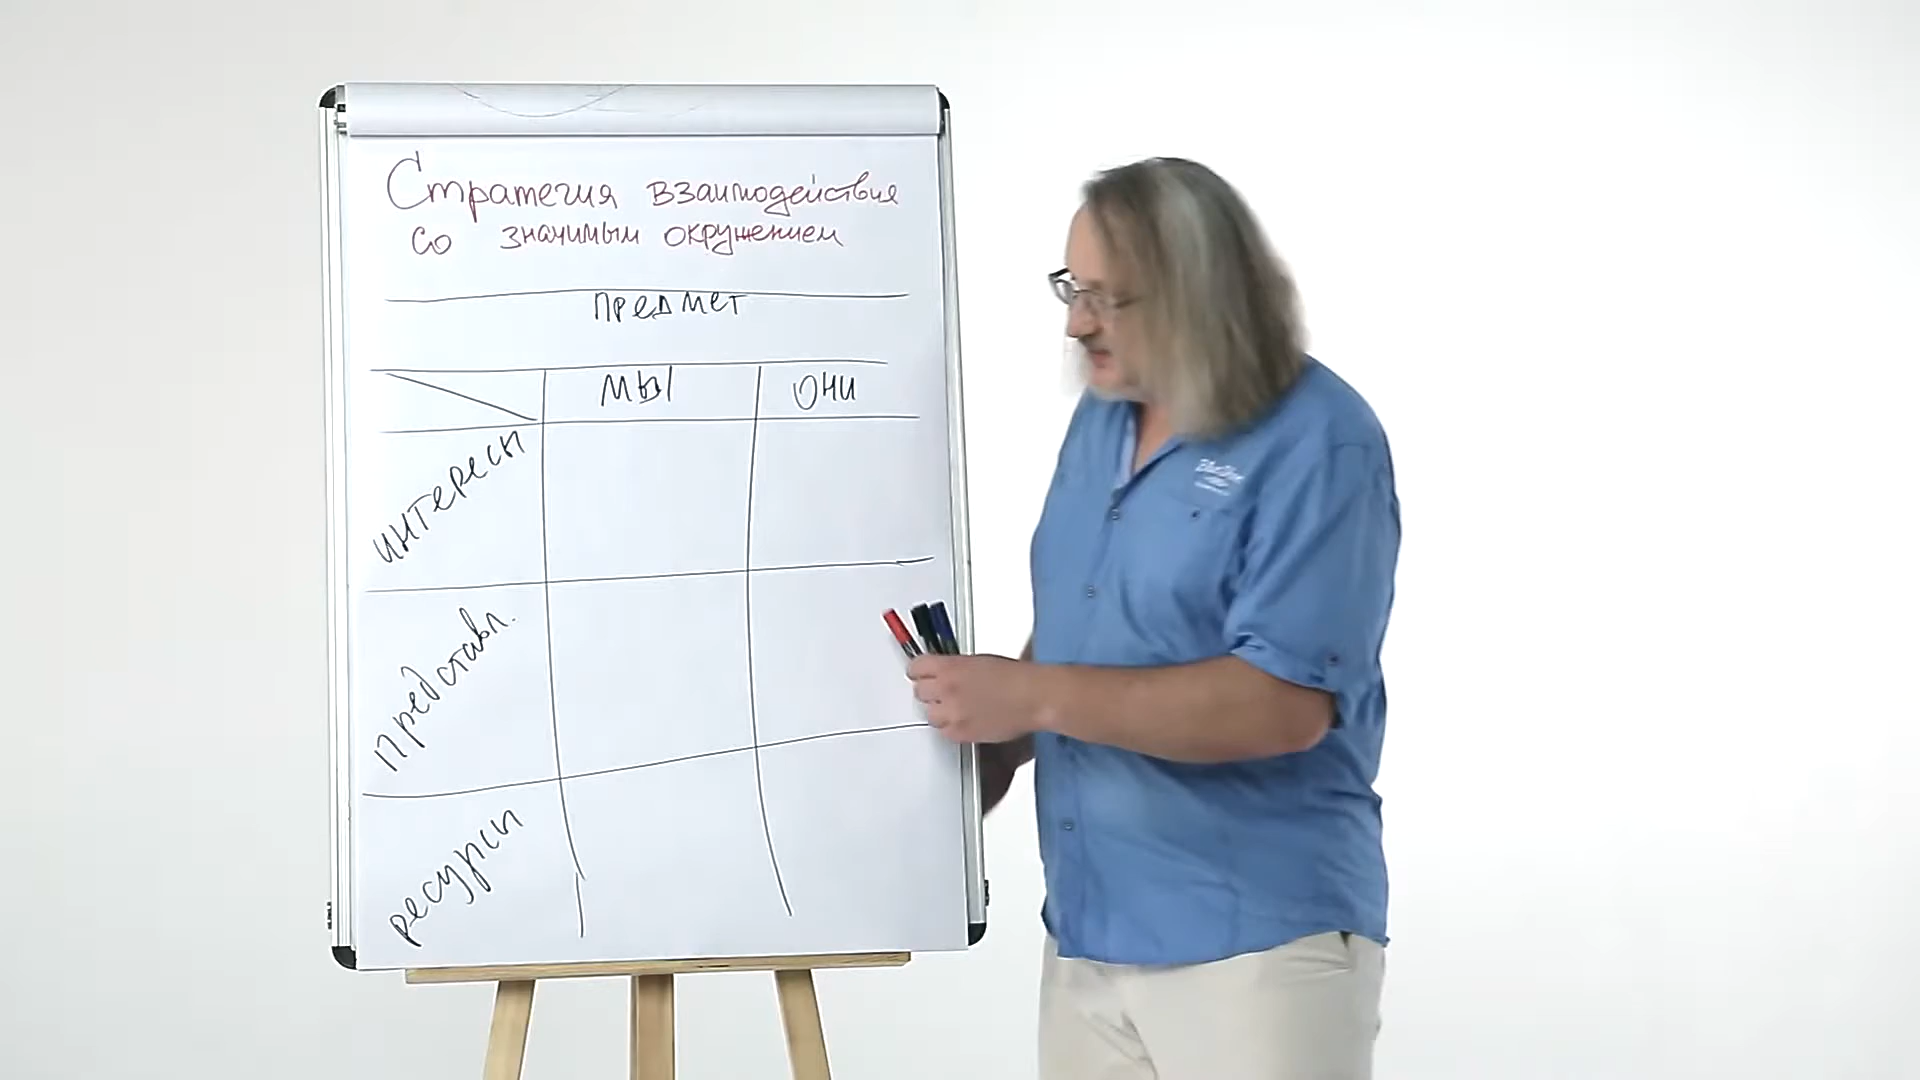 Стратегия взаимодействия
со значимым окружением
ПРЕДМЕТ
МЫ ОНИ
интересы
представл.
ресурсы